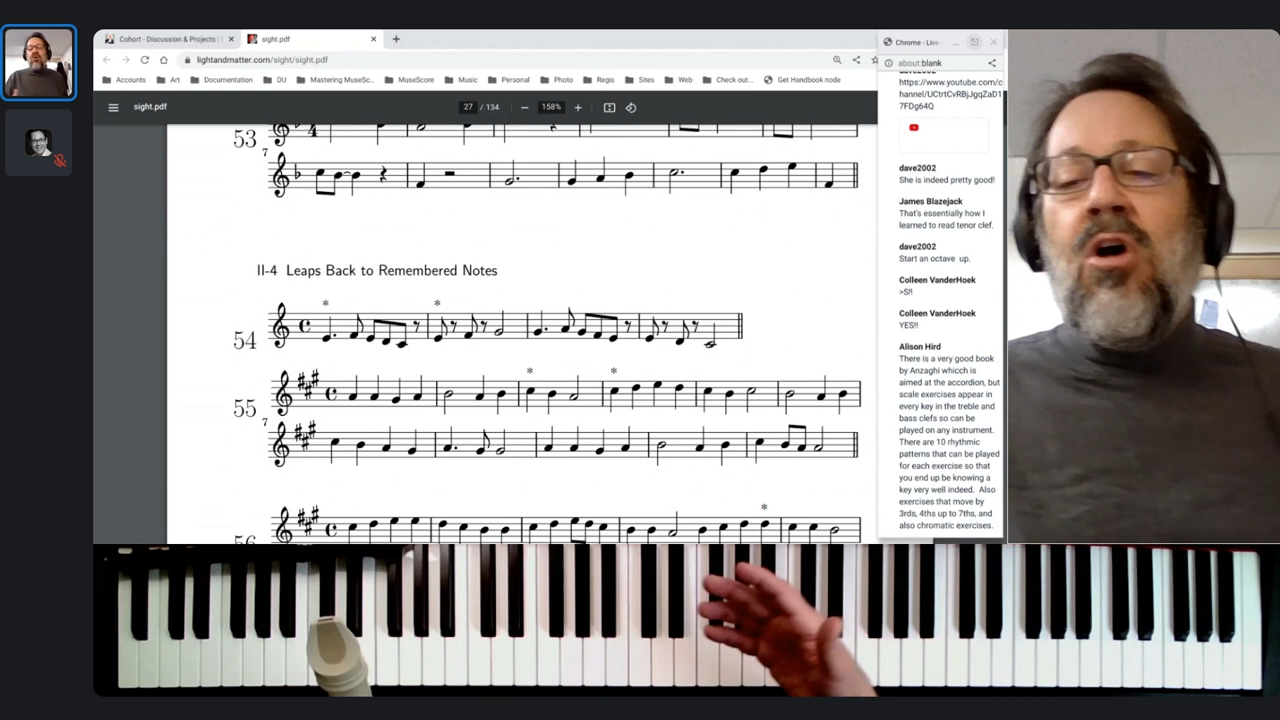 Cohort - Discussion & Projects |
sight.pdf
Chrome - Live
lightandmatter.com/sight/sight.pdf
about:blank
Accounts
Art
Documentation
DU
Mastering MuseSc...
MuseScore
Music
Personal
Photo
Regis
Sites
Web
Check out...
Get Handbook node
sight.pdf
27 / 134
158%
dave2002
https://www.youtube.com/c
hannel/UCtrtCvRBjJgqZaD1
7FDg64Q
dave2002
She is indeed pretty good!
James Blazejack
That's essentially how I
learned to read tenor clef.
dave2002
Start an octave up.
Colleen VanderHoek
>S!!
Colleen VanderHoek
YES!!
Alison Hird
There is a very good book
by Anzaghi whicch is
aimed at the accordion, but
scale exercises appear in
every key in the treble and
bass clefs so can be
played on any instrument.
There are 10 rhythmic
patterns that can be played
for each exercise so that
you end up be knowing a
key very well indeed. Also
exercises that move by
3rds, 4ths up to 7ths, and
also chromatic exercises.
53
4
7
II-4 Leaps Back to Remembered Notes
* *
54
* *
55
7
*
56